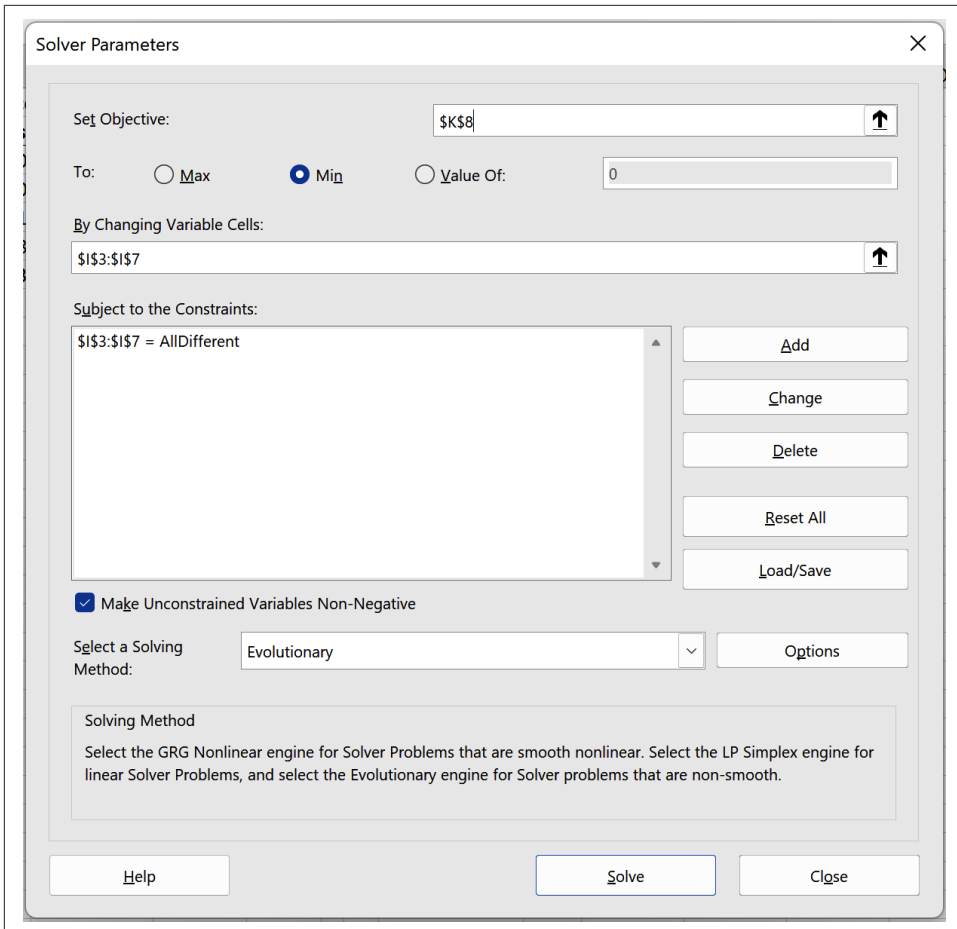 Solver Parameters
Set Objective:
$K$8
To:
Max
Min
Value Of:
0
By Changing Variable Cells:
$I$3:$I$7
Subject to the Constraints:
$I$3:$I$7 = AllDifferent
Add
Change
Delete
Reset All
Load/Save
Make Unconstrained Variables Non-Negative
Select a Solving
Method:
Evolutionary
Options
Solving Method
Select the GRG Nonlinear engine for Solver Problems that are smooth nonlinear. Select the LP Simplex engine for
linear Solver Problems, and select the Evolutionary engine for Solver problems that are non-smooth.
Help
Solve
Close